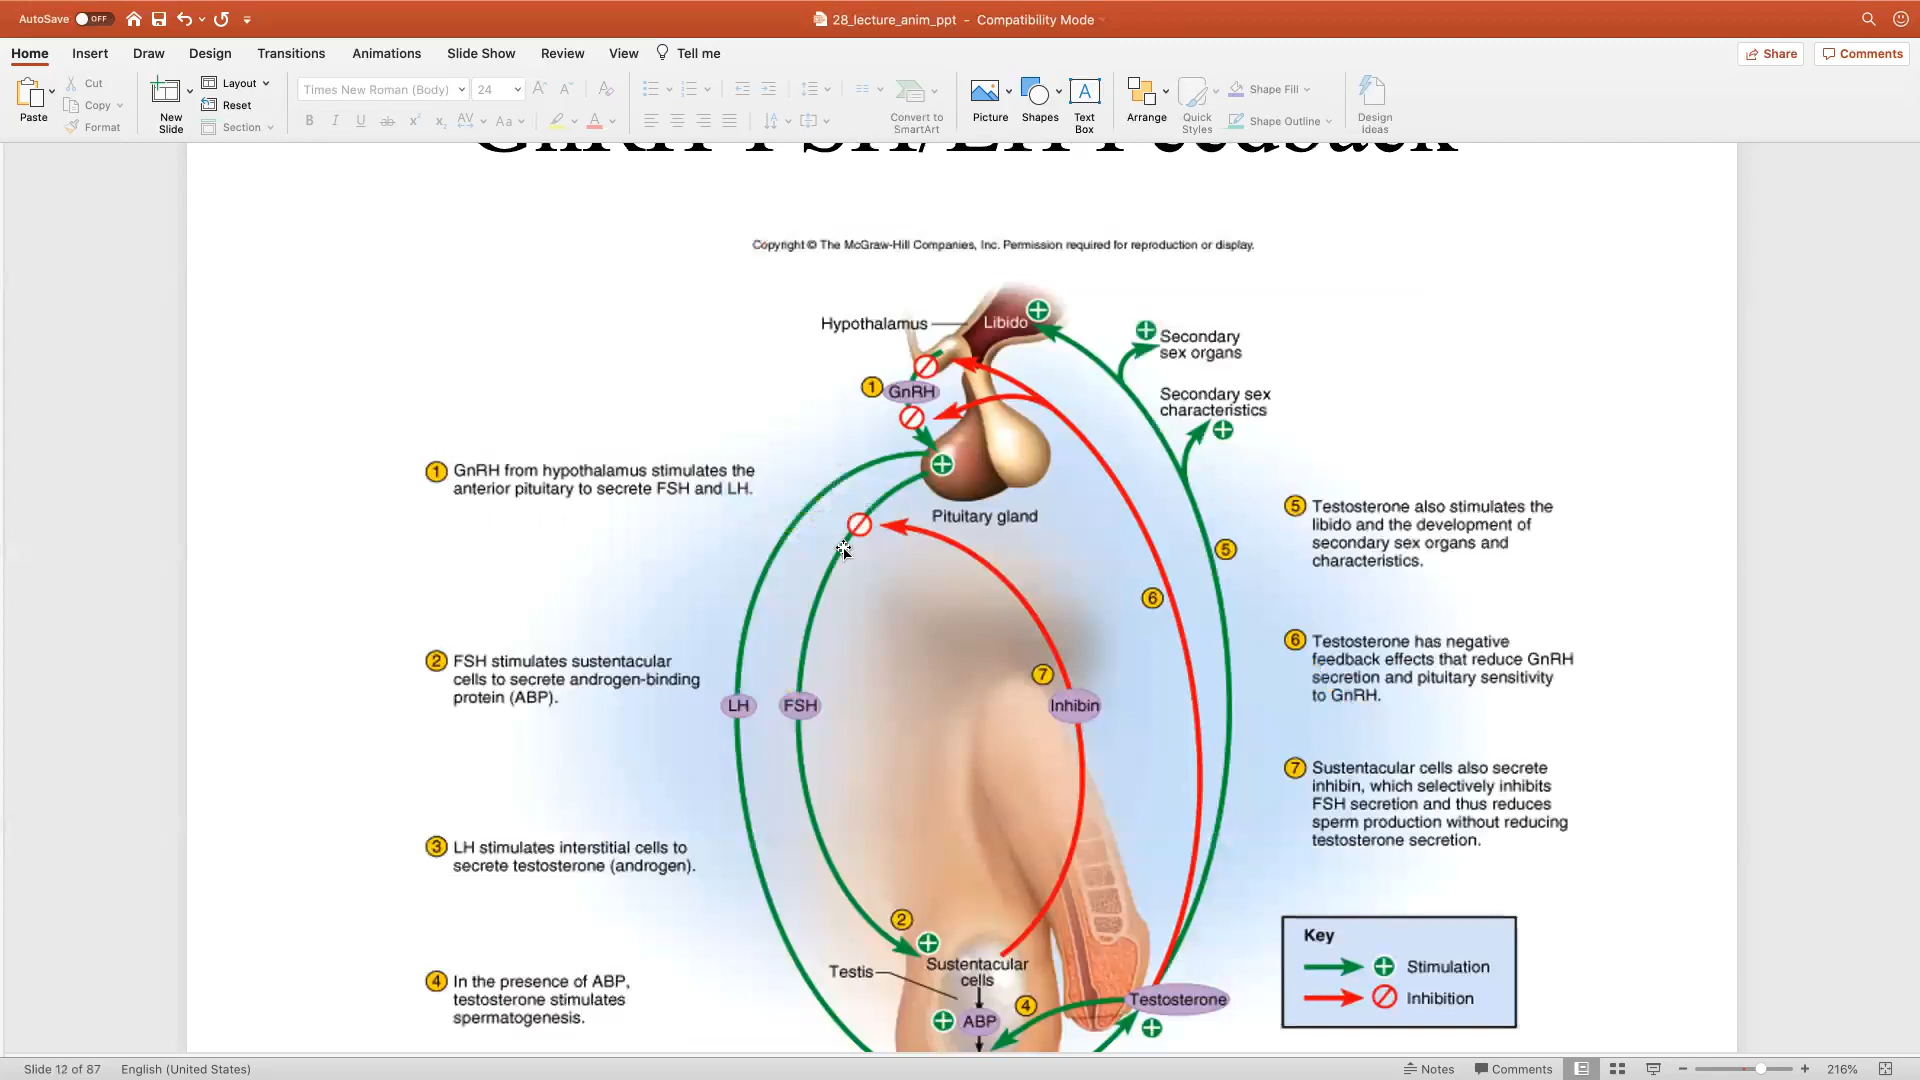 AutoSave OFF
28_lecture_anim_ppt - Compatibility Mode
Home Insert Draw Design Transitions Animations Slide Show Review View Tell me
Share Comments
Paste
Cut
Copy
Format
New
Slide
Layout
Reset
Section
Times New Roman (Body) 24
B I U ab x² x₂ AV Aa A
Convert to
SmartArt
Picture
Shapes
A
Text
Box
Arrange
Quick
Styles
Shape Fill
Shape Outline
Design
Ideas
GnRH-FSH/LH Feedback
Copyright © The McGraw-Hill Companies, Inc. Permission required for reproduction or display.
Hypothalamus
Libido
Secondary
sex organs
1 GnRH
Secondary sex
characteristics
Pituitary gland
1 GnRH from hypothalamus stimulates the
anterior pituitary to secrete FSH and LH.
2 FSH stimulates sustentacular
cells to secrete androgen-binding
protein (ABP).
3 LH stimulates interstitial cells to
secrete testosterone (androgen).
4 In the presence of ABP,
testosterone stimulates
spermatogenesis.
LH FSH
7
Inhibin
6
5
2
Testis
Sustentacular
cells
4
ABP
Testosterone
5 Testosterone also stimulates the
libido and the development of
secondary sex organs and
characteristics.
6 Testosterone has negative
feedback effects that reduce GnRH
secretion and pituitary sensitivity
to GnRH.
7 Sustentacular cells also secrete
inhibin, which selectively inhibits
FSH secretion and thus reduces
sperm production without reducing
testosterone secretion.
Key
Stimulation
Inhibition
Slide 12 of 87 English (United States)
Notes Comments 216%